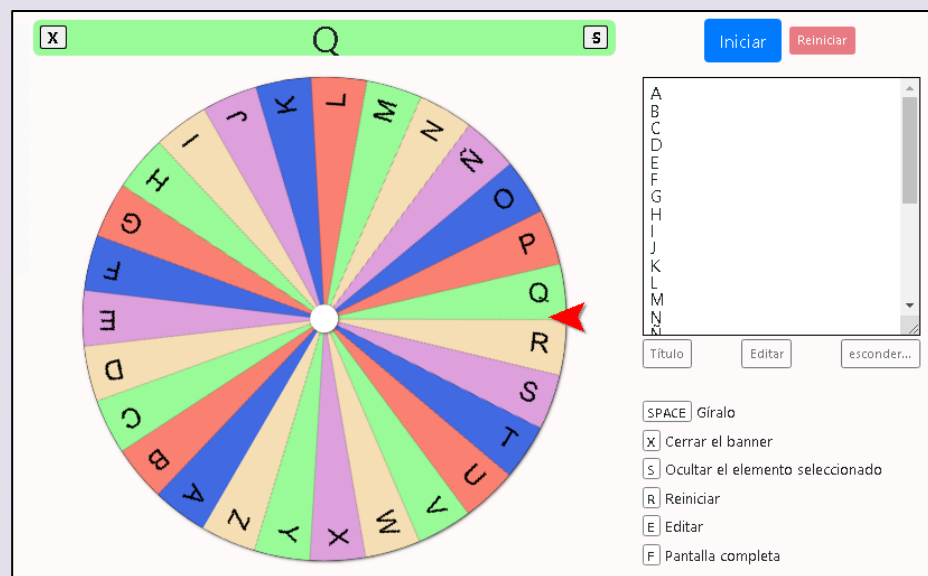 X Q S
Iniciar Reiniciar
A
B
C
D
E
F
G
H
I
J
K
L
M
N
Ñ
Título Editar esconder...
SPACE Gíralo
X Cerrar el banner
S Ocultar el elemento seleccionado
R Reiniciar
E Editar
F Pantalla completa
A
B
C
D
E
F
G
H
I
J
K
L
M
N
Ñ
O
P
Q
R
S
T
U
V
W
X
Y
Z